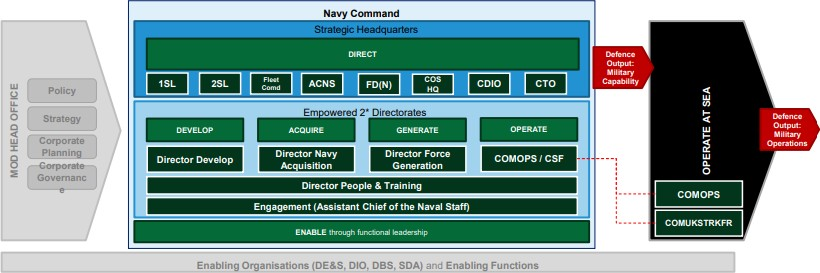 Navy Command
Strategic Headquarters
DIRECT
1SL
2SL
Fleet
Comd
ACNS
FD(N)
COS
HQ
CDIO
CTO
Empowered 2* Directorates
DEVELOP
ACQUIRE
GENERATE
OPERATE
Director Develop
Director Navy
Acquisition
Director Force
Generation
COMOPS / CSF
Director People & Training
Engagement (Assistant Chief of the Naval Staff)
ENABLE through functional leadership
MOD HEAD OFFICE
Policy
Strategy
Corporate
Planning
Corporate
Governanc
e
Defence
Output:
Military
Capability
OPERATE AT SEA
COMOPS
COMUKSTRKFR
Defence
Output:
Military
Operations
Enabling Organisations (DE&S, DIO, DBS, SDA) and Enabling Functions